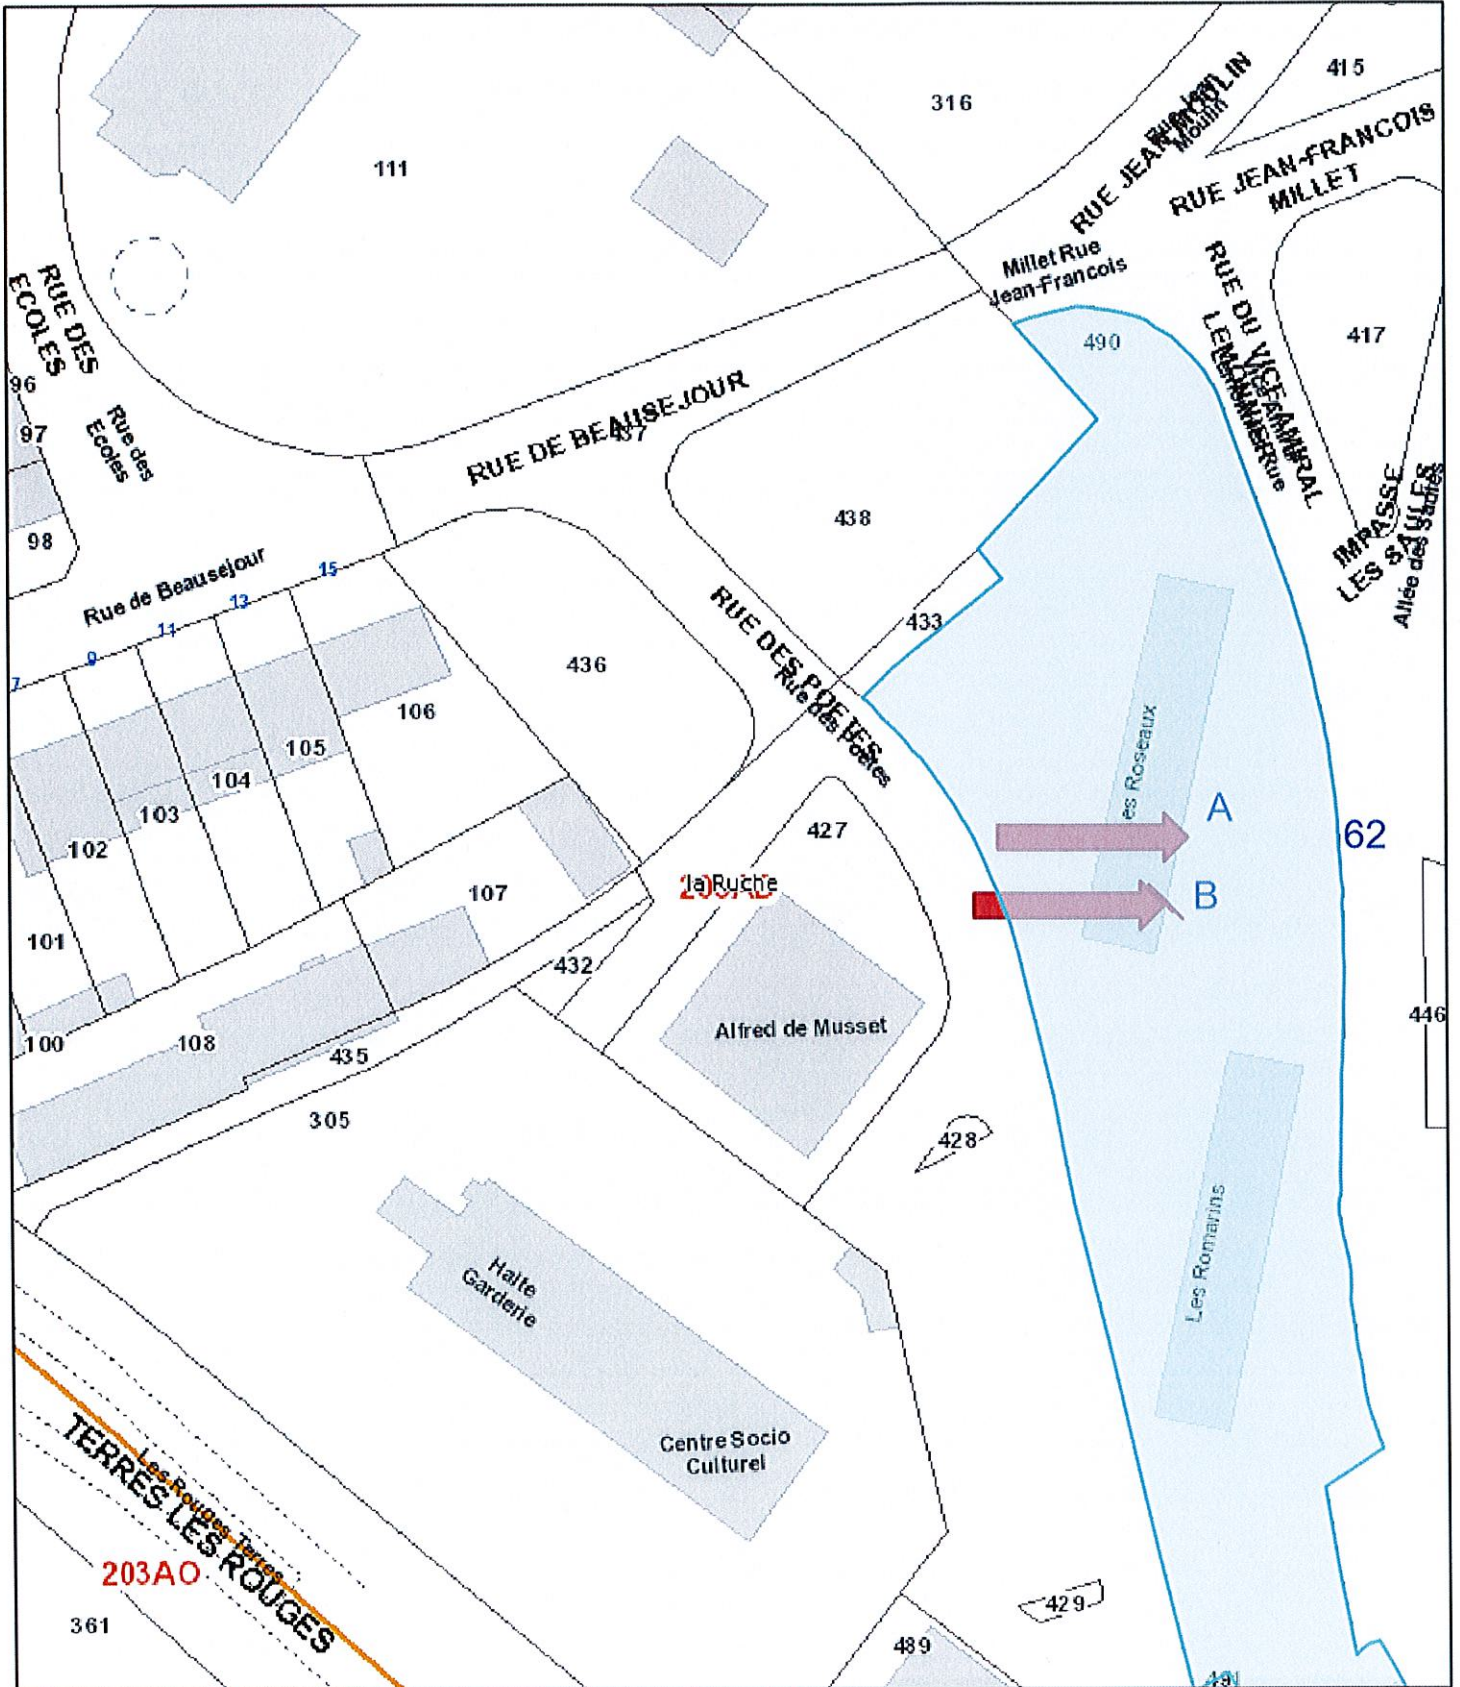 415
316
RUE JEAN MOULIN
Rue Jean
Moulin
111
RUE JEAN-FRANCOIS
MILLET
Millet Rue
Jean-Francois
RUE DES
ECOLES
RUE DU VICE AMIRAL
417
490
96
97
Rue des
Ecoles
RUE DE BEAUSEJOUR
437
IMPASSE
LES SAULES
Allée des Saules
98
438
Rue de Beausejour
15
13
11
9
7
433
436
RUE DES POETES
Rue des Poetes
106
105
104
103
102
101
100
es Roseaux
A
62
427
la Ruche
B
107
432
Alfred de Musset
446
108
435
305
428
Les Romarins
Halte
Garderie
Centre Socio
Culturel
TERRES LES ROUGES
Les Rouges Terres
203AO
361
429
489
491